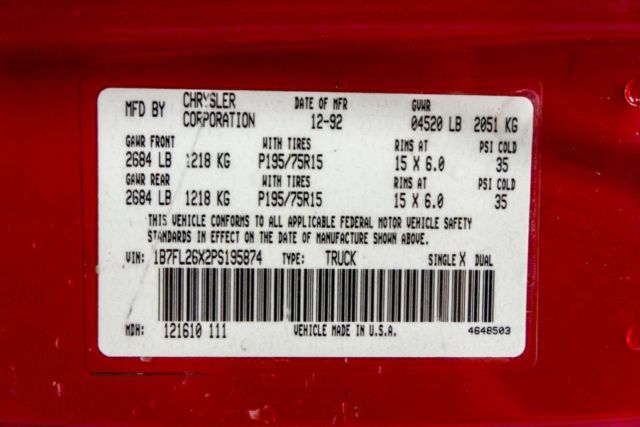 MFD BY CHRYSLER CORPORATION DATE OF MFR 12-92 GVWR 04520 LB 2051 KG
GAWR FRONT WITH TIRES RIMS AT PSI COLD
2684 LB 1218 KG P195/75R15 15 X 6.0 35
GAWR REAR WITH TIRES RIMS AT PSI COLD
2684 LB 1218 KG P195/75R15 15 X 6.0 35
THIS VEHICLE CONFORMS TO ALL APPLICABLE FEDERAL MOTOR VEHICLE SAFETY
STANDARDS IN EFFECT ON THE DATE OF MANUFACTURE SHOWN ABOVE.
VIN: 1B7FL26X2PS195874 TYPE: TRUCK SINGLE X DUAL
MDH: 121610 111 VEHICLE MADE IN U.S.A. 4648503